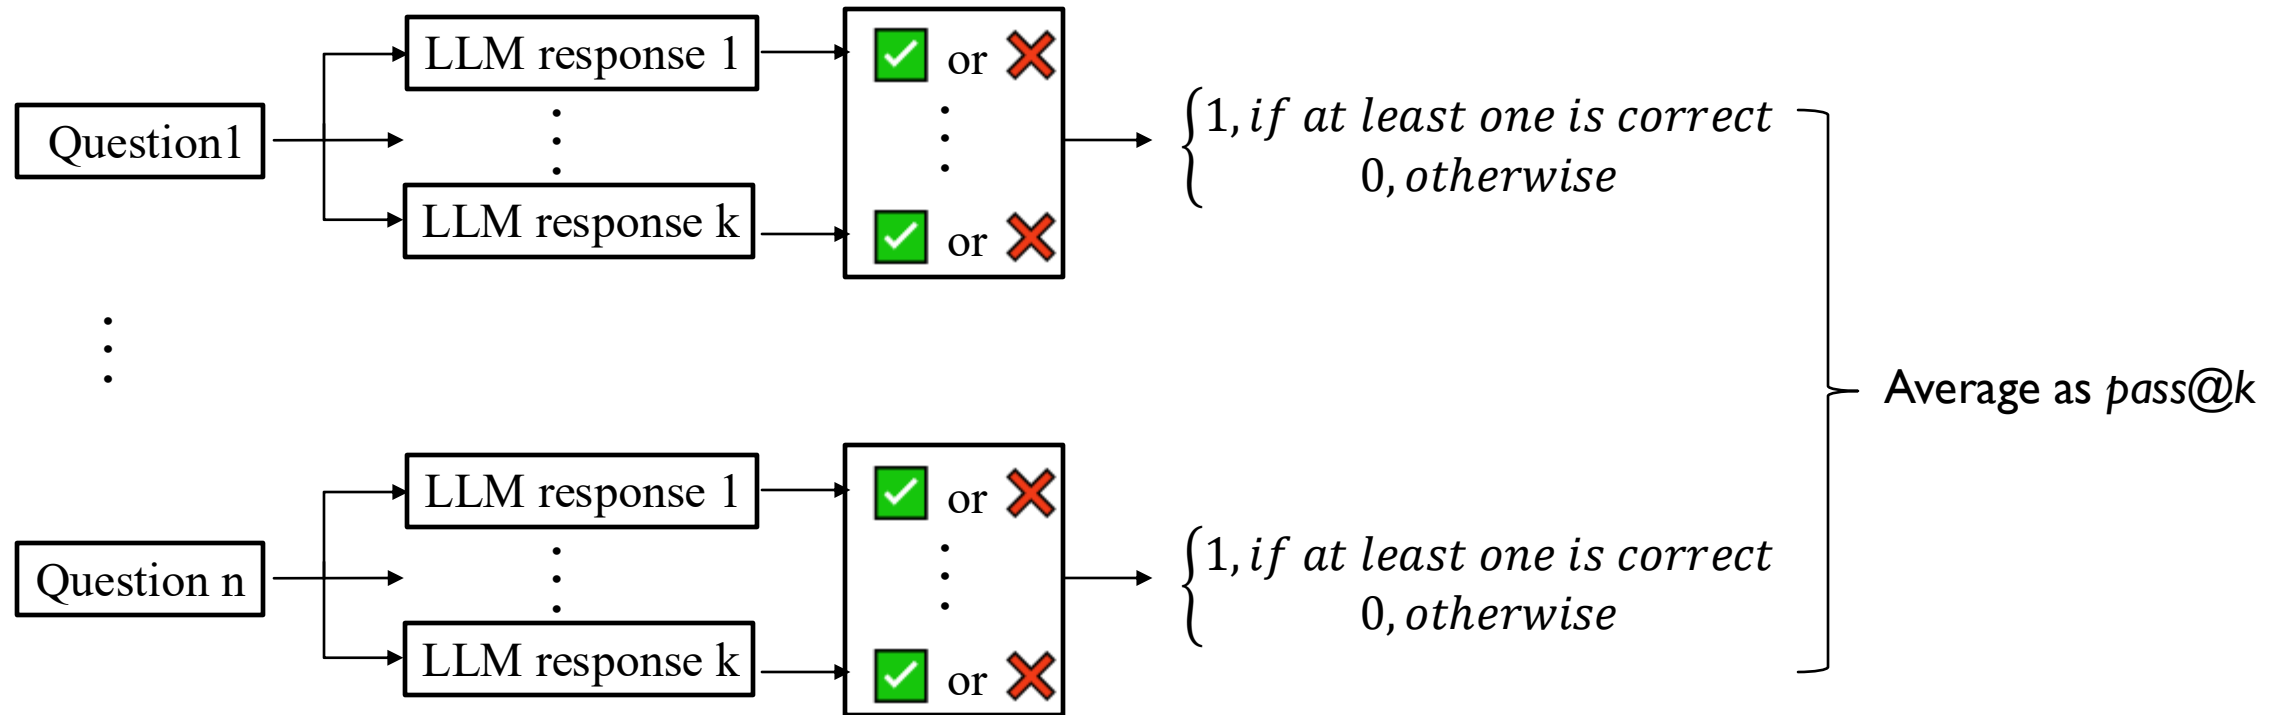 Question1
LLM response 1
⋮
LLM response k
✅ or ❌
⋮
✅ or ❌
{1, if at least one is correct
0, otherwise
⋮
Question n
LLM response 1
⋮
LLM response k
✅ or ❌
⋮
✅ or ❌
{1, if at least one is correct
0, otherwise
Average as pass@k